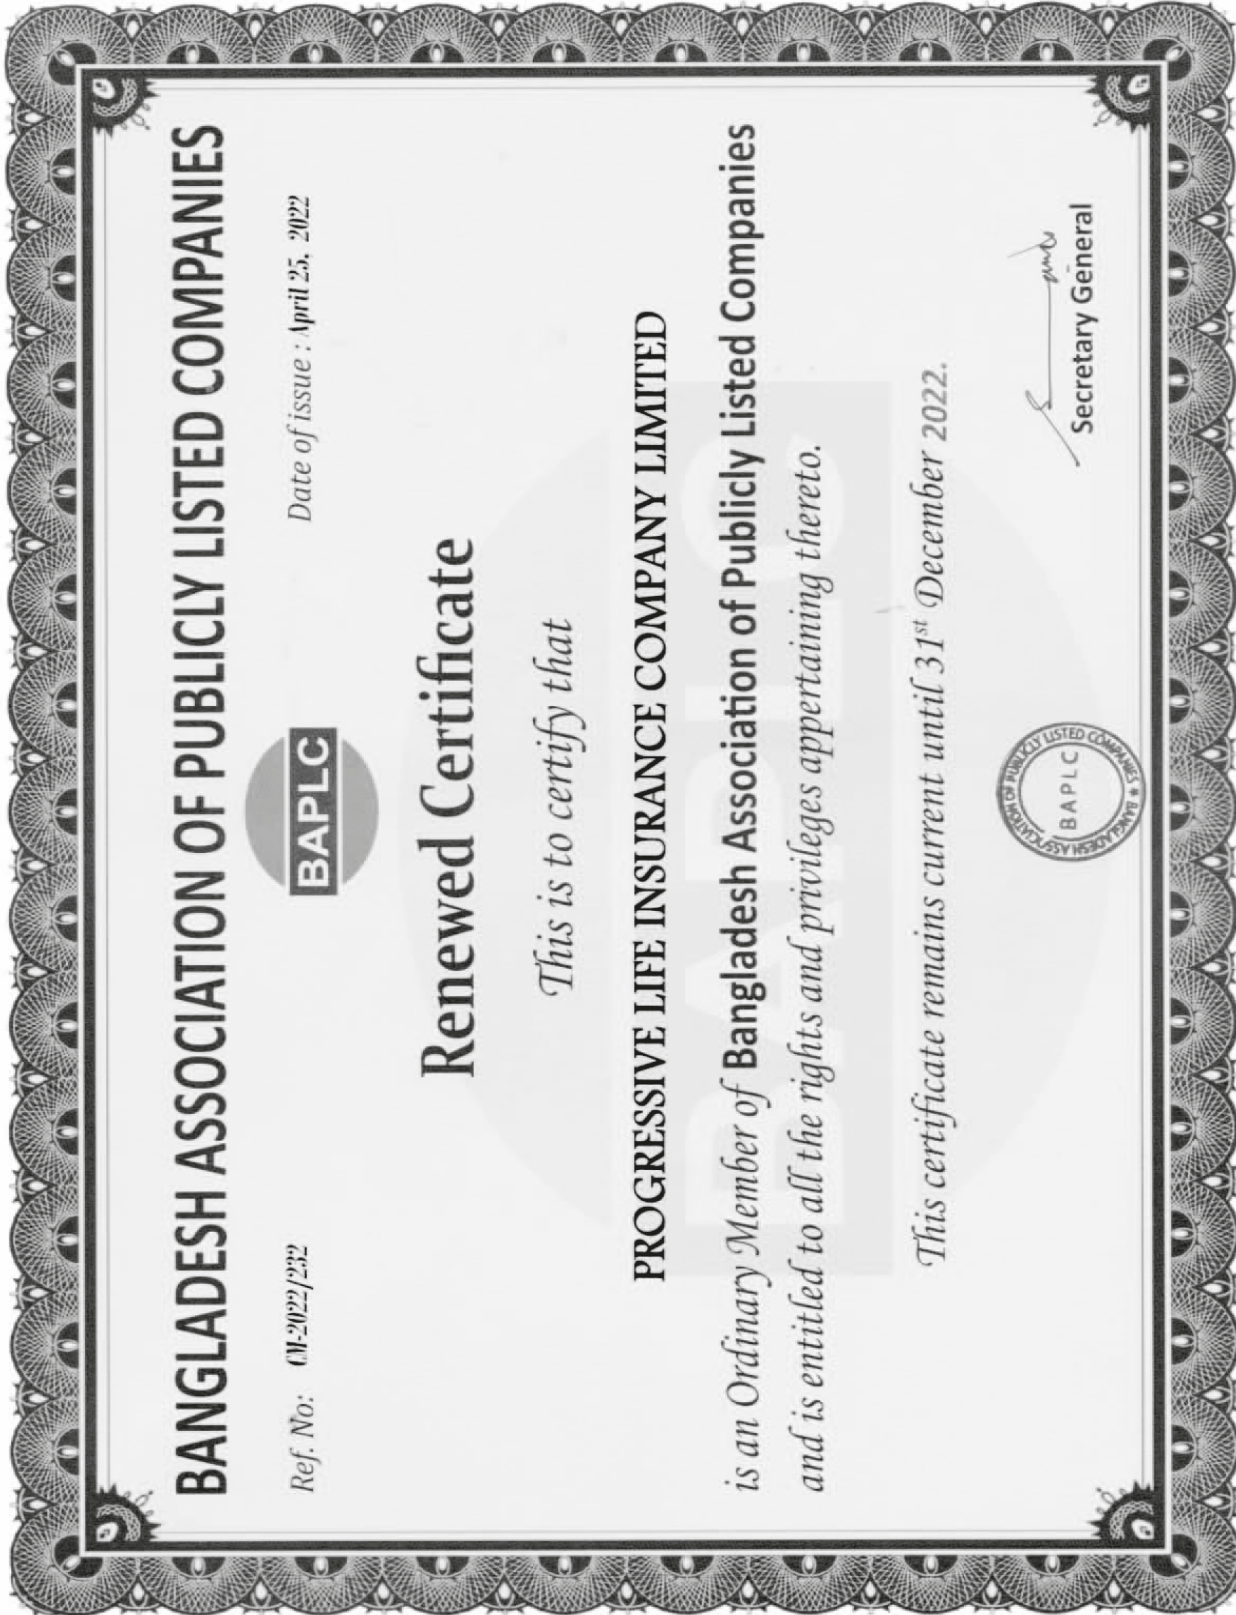 BANGLADESH ASSOCIATION OF PUBLICLY LISTED COMPANIES
Ref. No: CM-2022/232
Date of issue : April 25, 2022
BAPLC
Renewed Certificate
This is to certify that
PROGRESSIVE LIFE INSURANCE COMPANY LIMITED
is an Ordinary Member of Bangladesh Association of Publicly Listed Companies
and is entitled to all the rights and privileges appertaining thereto.
This certificate remains current until 31st December 2022.
BANGLADESH ASSOCIATION OF PUBLICLY LISTED COMPANIES *
BAPLC
Secretary General
BAPLC